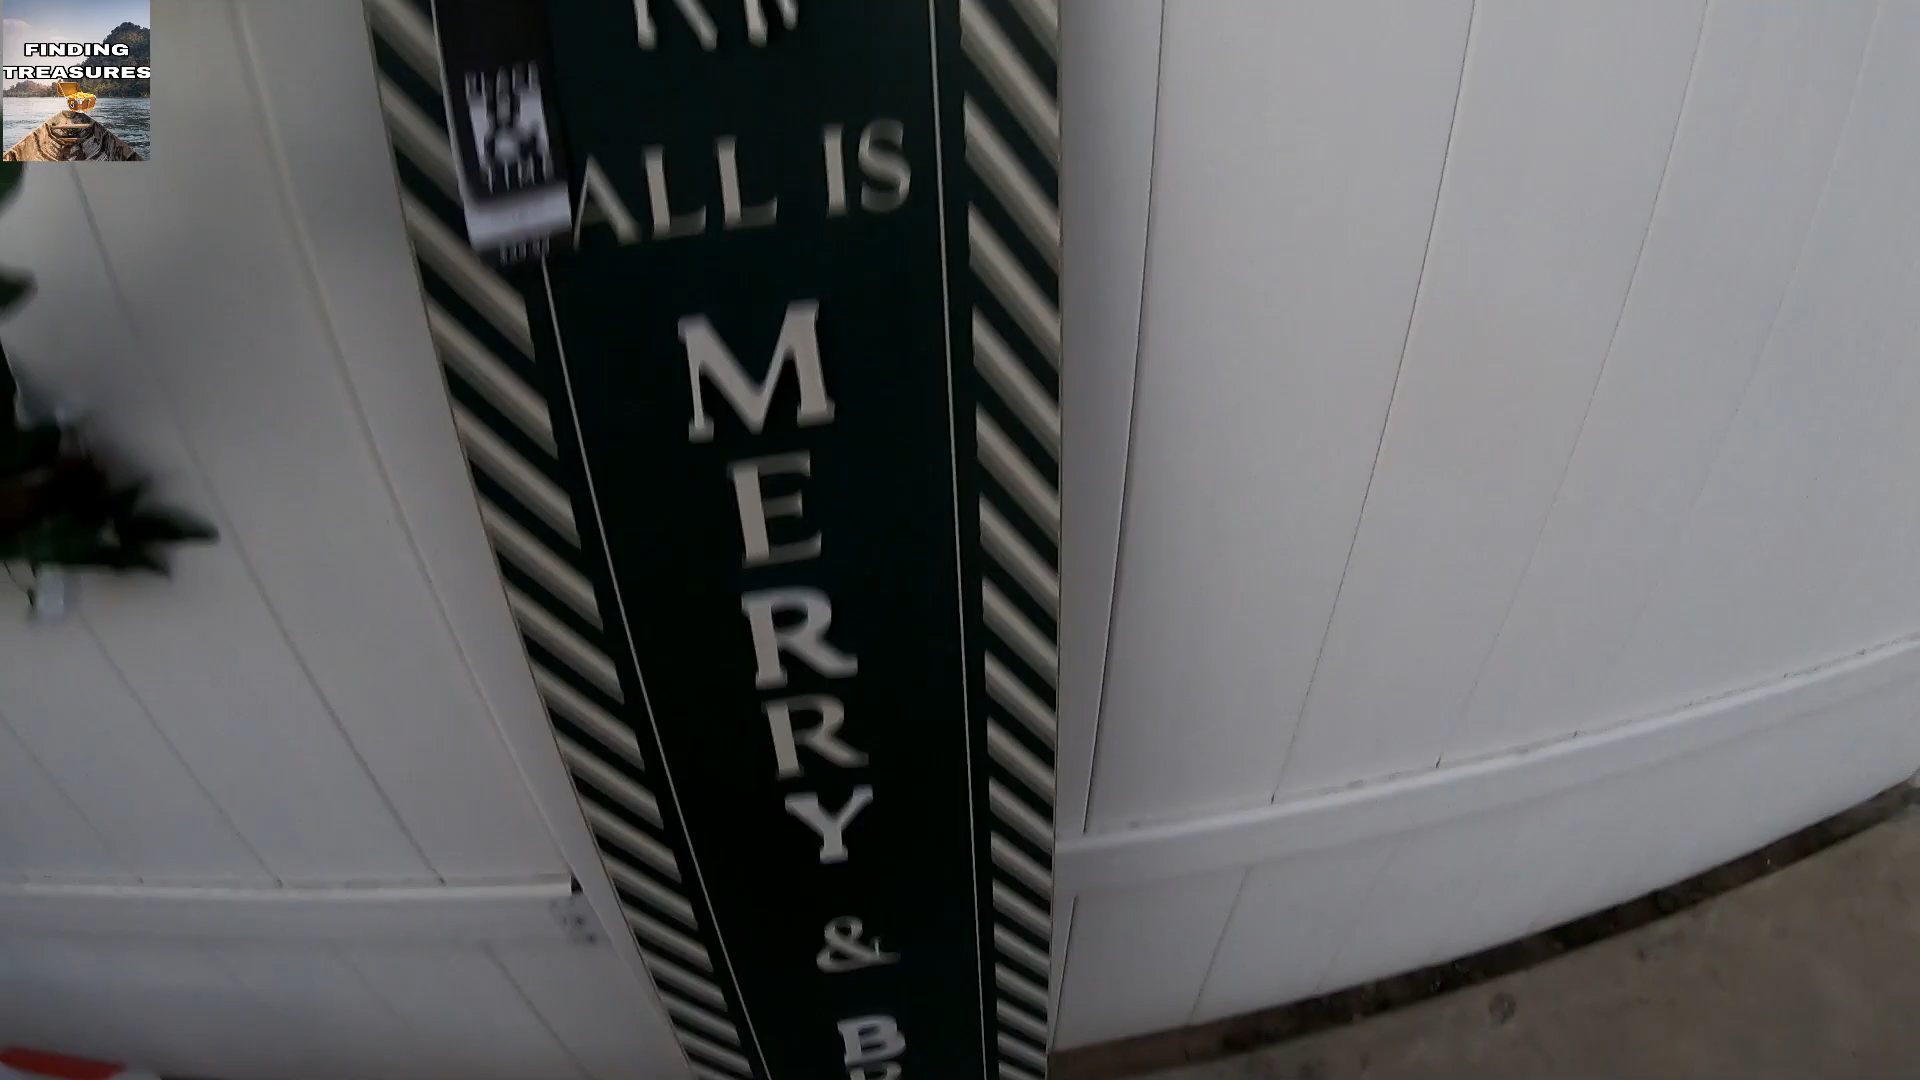 FINDING
TREASURES
ALL IS
MERRY
&
B